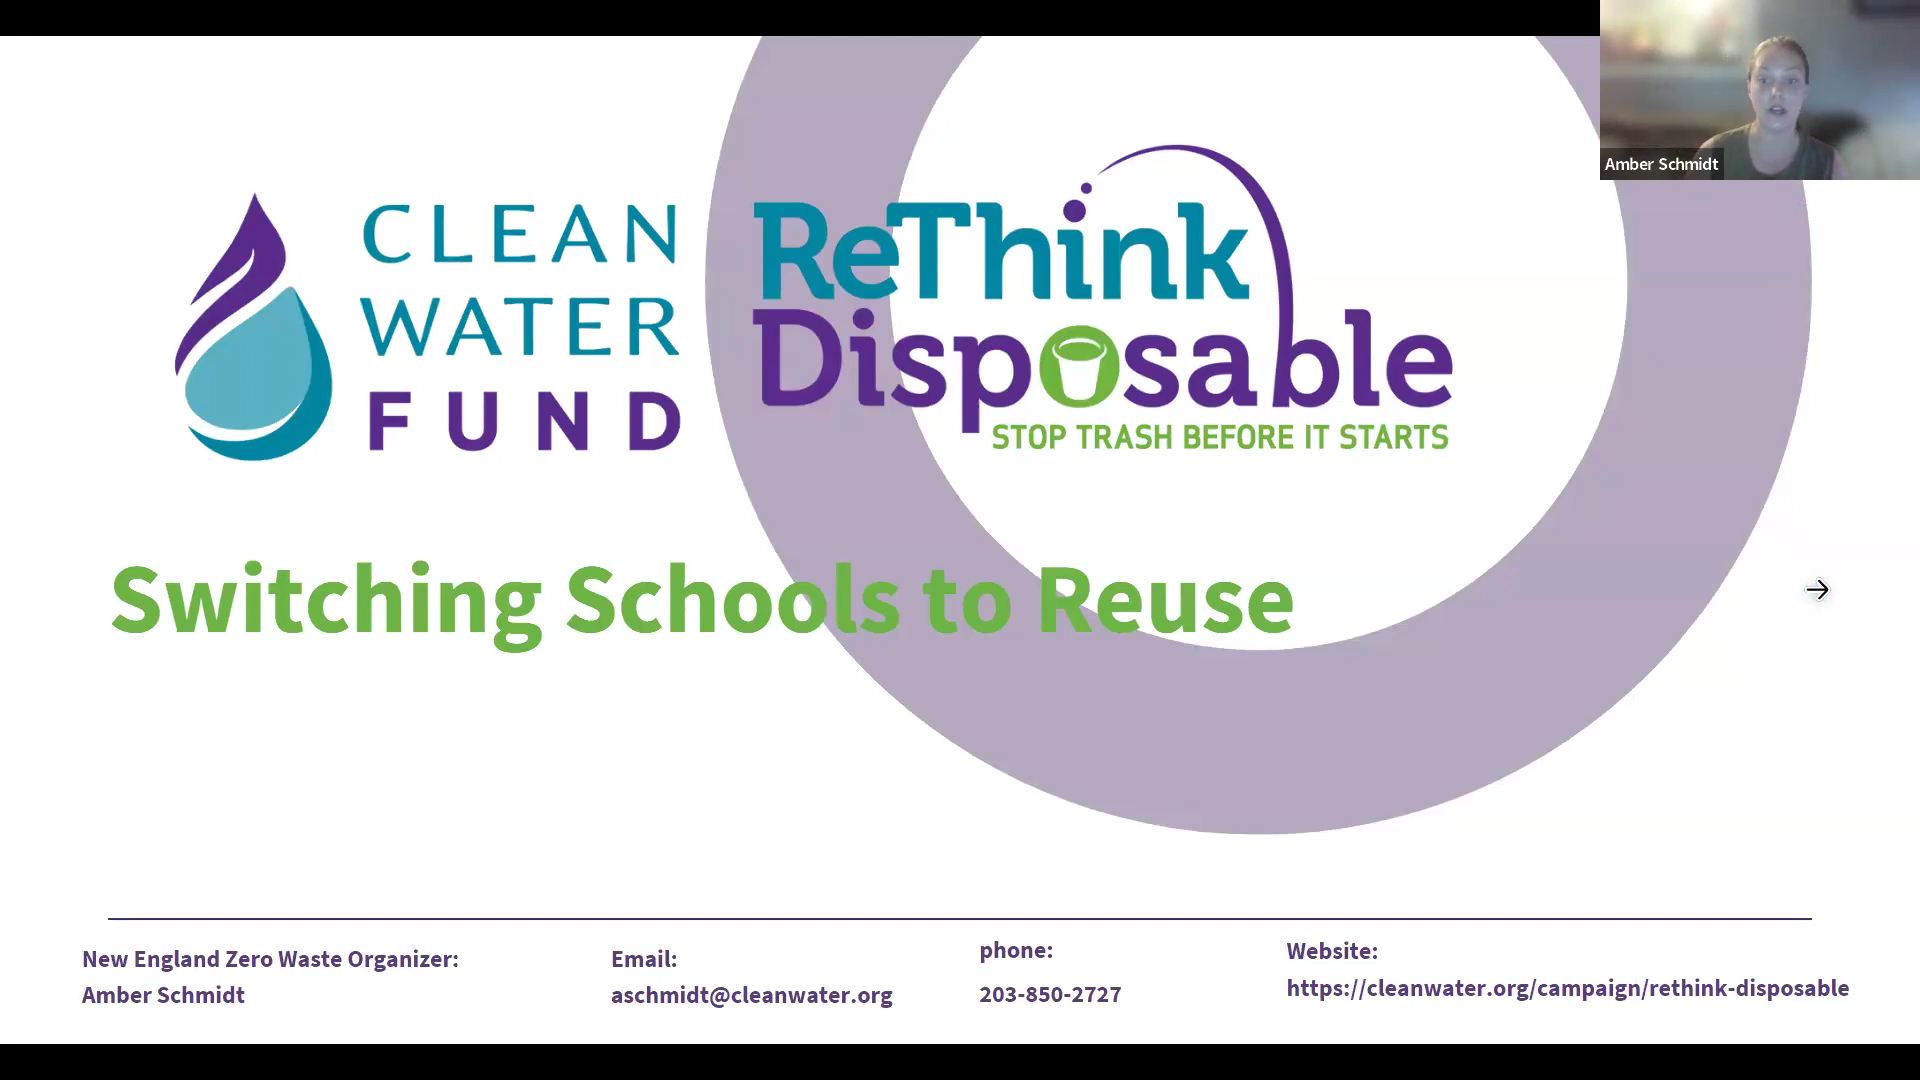 Amber Schmidt
CLEAN
WATER
FUND
ReThink
Disposable
STOP TRASH BEFORE IT STARTS
Switching Schools to Reuse
New England Zero Waste Organizer:
Amber Schmidt
Email:
aschmidt@cleanwater.org
phone:
203-850-2727
Website:
https://cleanwater.org/campaign/rethink-disposable